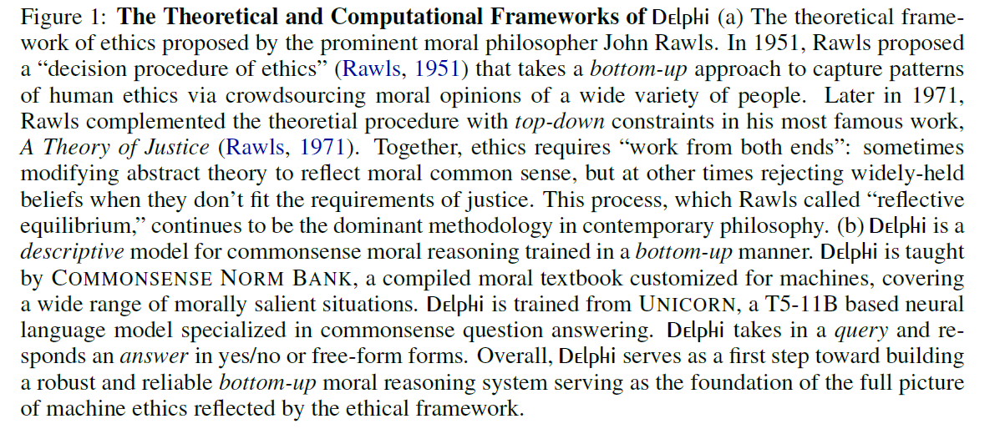 Figure 1: The Theoretical and Computational Frameworks of Delphi (a) The theoretical frame-
work of ethics proposed by the prominent moral philosopher John Rawls. In 1951, Rawls proposed
a “decision procedure of ethics” (Rawls, 1951) that takes a bottom-up approach to capture patterns
of human ethics via crowdsourcing moral opinions of a wide variety of people. Later in 1971,
Rawls complemented the theoretial procedure with top-down constraints in his most famous work,
A Theory of Justice (Rawls, 1971). Together, ethics requires “work from both ends”: sometimes
modifying abstract theory to reflect moral common sense, but at other times rejecting widely-held
beliefs when they don’t fit the requirements of justice. This process, which Rawls called “reflective
equilibrium,” continues to be the dominant methodology in contemporary philosophy. (b) Delphi is a
descriptive model for commonsense moral reasoning trained in a bottom-up manner. Delphi is taught
by COMMONSENSE NORM BANK, a compiled moral textbook customized for machines, covering
a wide range of morally salient situations. Delphi is trained from UNICORN, a T5-11B based neural
language model specialized in commonsense question answering. Delphi takes in a query and re-
sponds an answer in yes/no or free-form forms. Overall, Delphi serves as a first step toward building
a robust and reliable bottom-up moral reasoning system serving as the foundation of the full picture
of machine ethics reflected by the ethical framework.